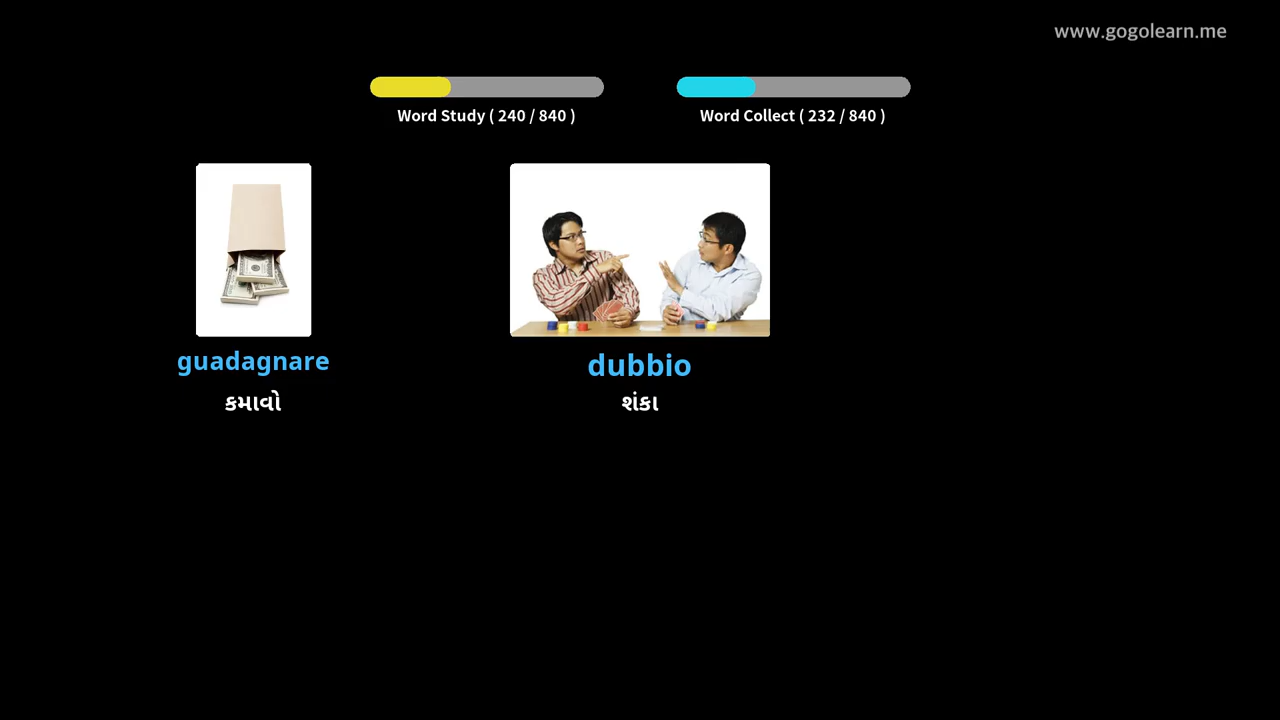 www.gogolearn.me
Word Study ( 240 / 840 )
Word Collect ( 232 / 840 )
guadagnare
કમાવો
dubbio
શંકા